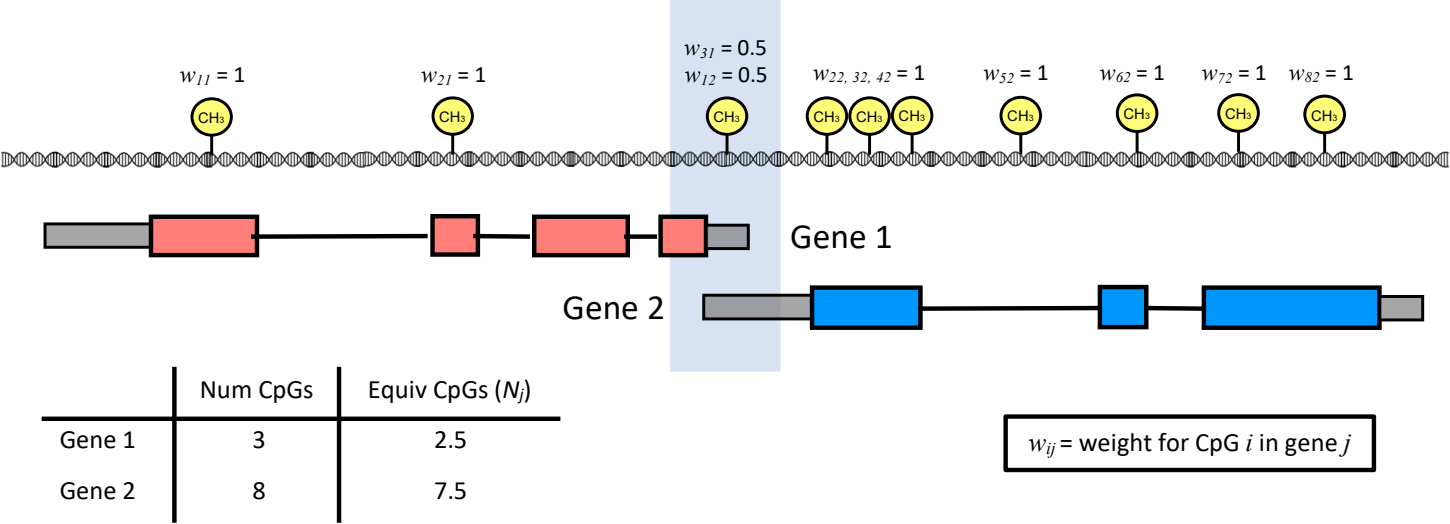 w31 = 0.5
w11 = 1 w21 = 1 w12 = 0.5 w22, 32, 42 = 1 w52 = 1 w62 = 1 w72 = 1 w82 = 1
CH3 CH3 CH3 CH3 CH3 CH3 CH3 CH3 CH3 CH3
Gene 1
Gene 2
Num CpGs Equiv CpGs (Nj)
Gene 1 3 2.5
Gene 2 8 7.5
wij = weight for CpG i in gene j